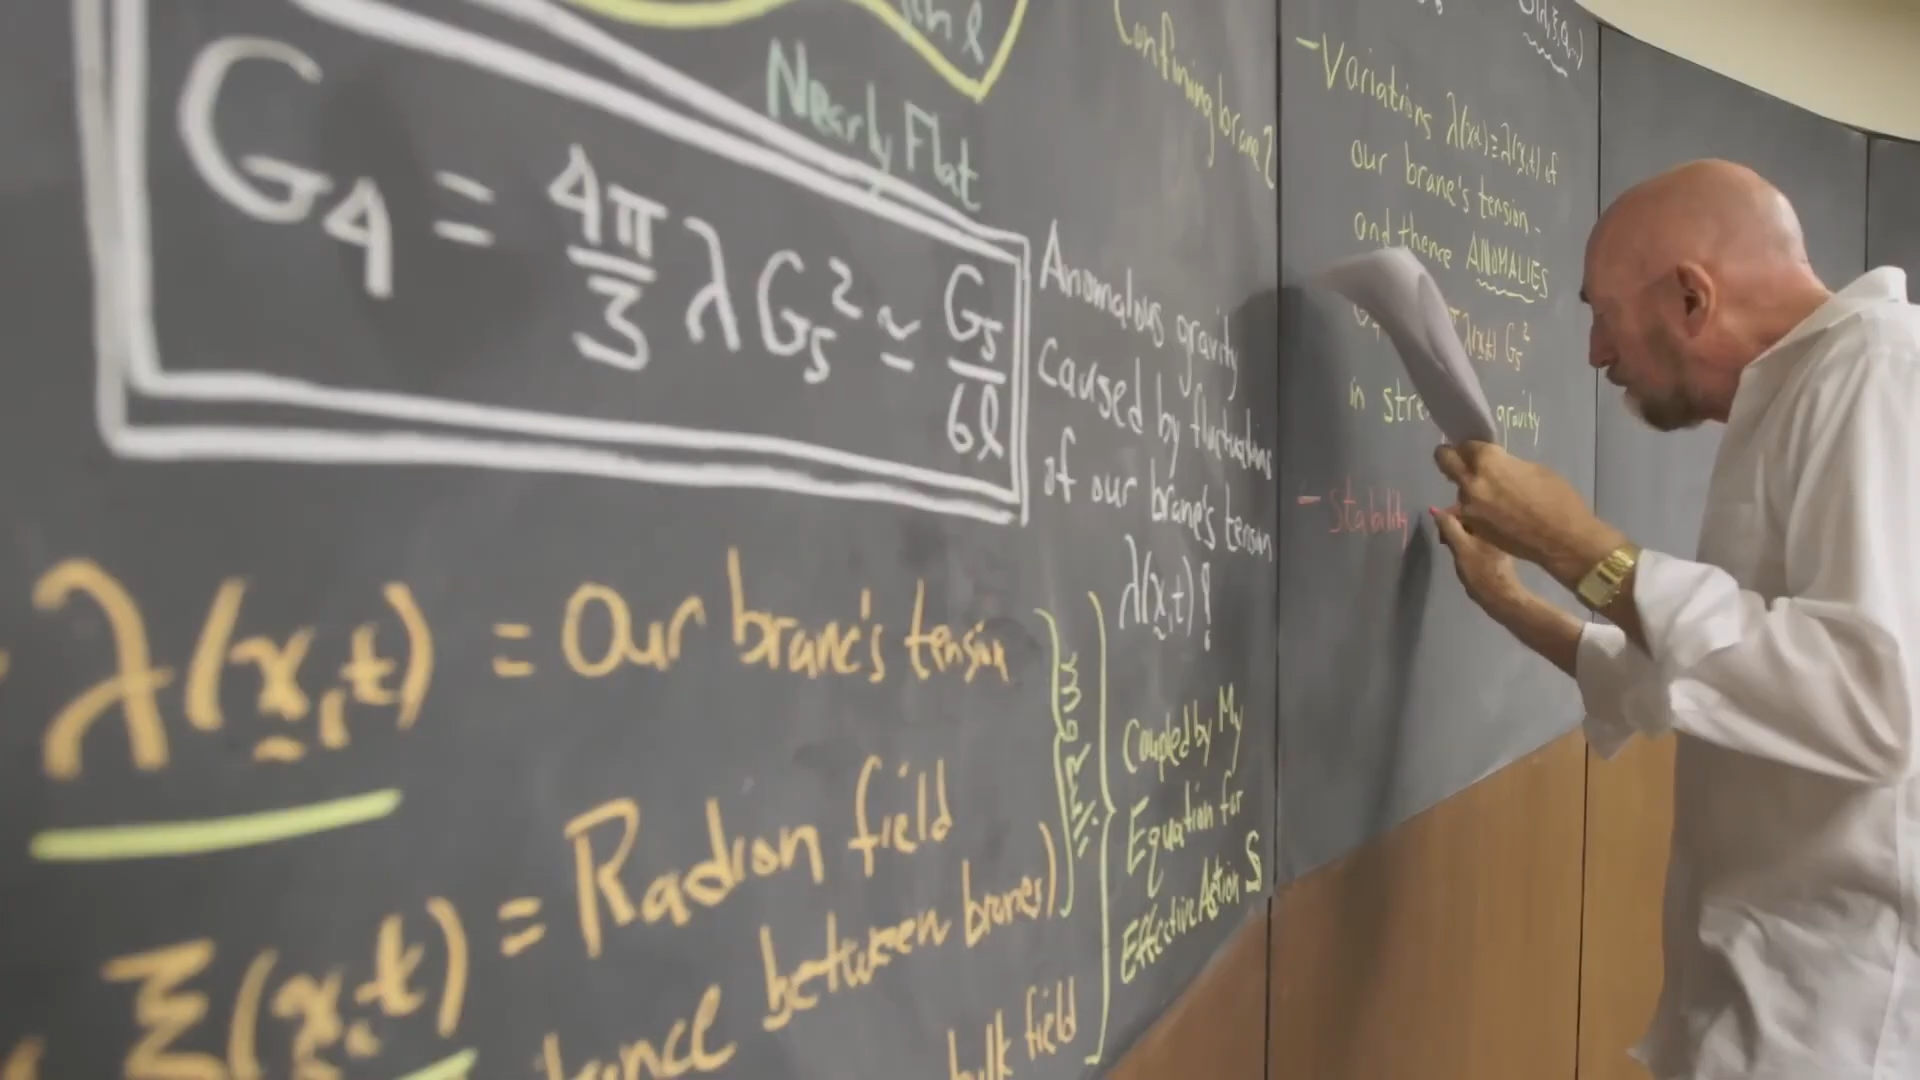 Nearly Flat
G₄ = 4π/3 λ G₅² ≃ G₅/6ℓ
λ(x,t) = Our brane's tension
ξ(x,t) = Radion field
between branes)
bulk field
Confining brane?
Anomalous gravity
caused by fluctuations
of our brane's tension
λ(x,t)!
Coupled by My
Equation for
Effective Action S
- Variations λ(x,t) of
our brane's tension -
and thence ANOMALIES
λ(x,t) G₅²
in gravity
- Stability